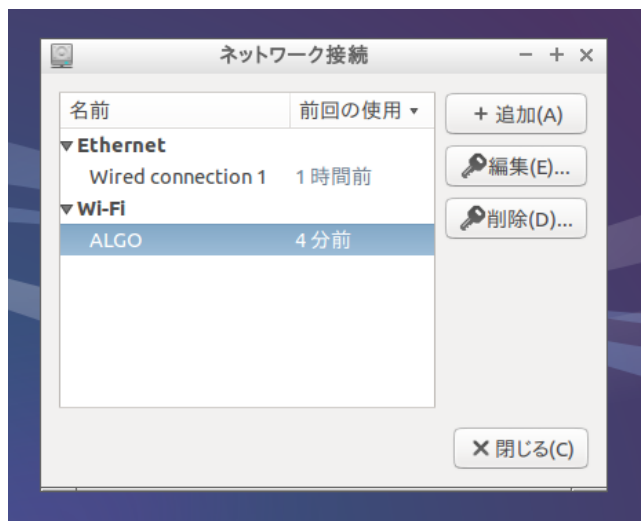 ネットワーク接続
名前 前回の使用
Ethernet
Wired connection 1 1 時間前
Wi-Fi
ALGO 4 分前
追加(A)
編集(E)...
削除(D)...
閉じる(C)